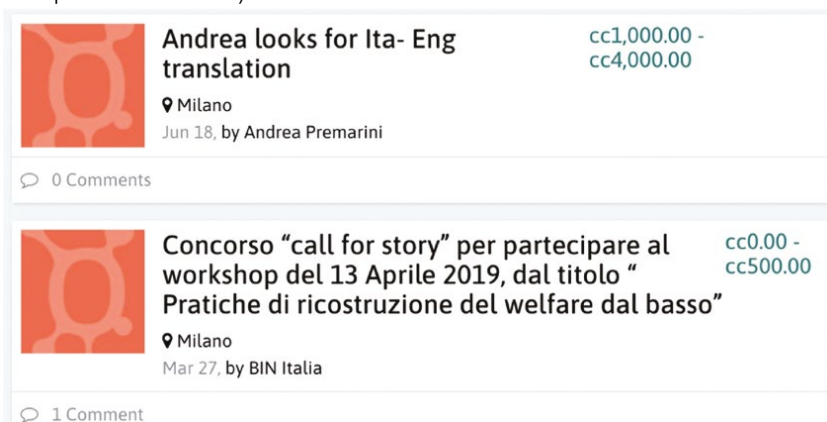 Andrea looks for Ita- Eng
translation
cc1,000.00 -
cc4,000.00
Milano
Jun 18, by Andrea Premarini
0 Comments
Concorso “call for story” per partecipare al
workshop del 13 Aprile 2019, dal titolo “
Pratiche di ricostruzione del welfare dal basso”
cc0.00 -
cc500.00
Milano
Mar 27, by BIN Italia
1 Comment